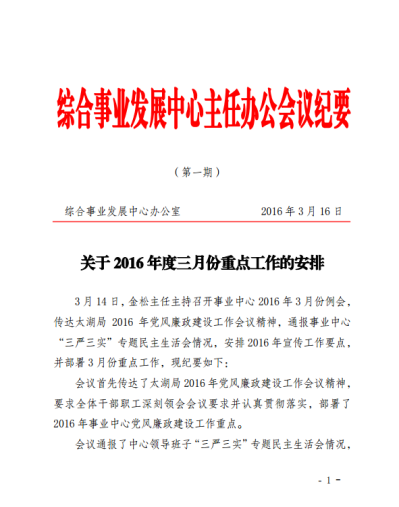 综合事业发展中心主任办公会议纪要
（第一期）
综合事业发展中心办公室 2016 年 3 月 16 日
关于 2016 年度三月份重点工作的安排
3 月 14 日，金松主任主持召开事业中心 2016 年 3 月份例会，
传达太湖局 2016 年党风廉政建设工作会议精神，通报事业中心
“三严三实”专题民主生活会情况，安排 2016 年宣传工作要点，
并部署 3 月份重点工作，现纪要如下：
会议首先传达了太湖局 2016 年党风廉政建设工作会议精神，
要求全体干部职工深刻领会会议要求并认真贯彻落实，部署了
2016 年事业中心党风廉政建设工作重点。
会议通报了中心领导班子“三严三实”专题民主生活会情况，
- 1 -